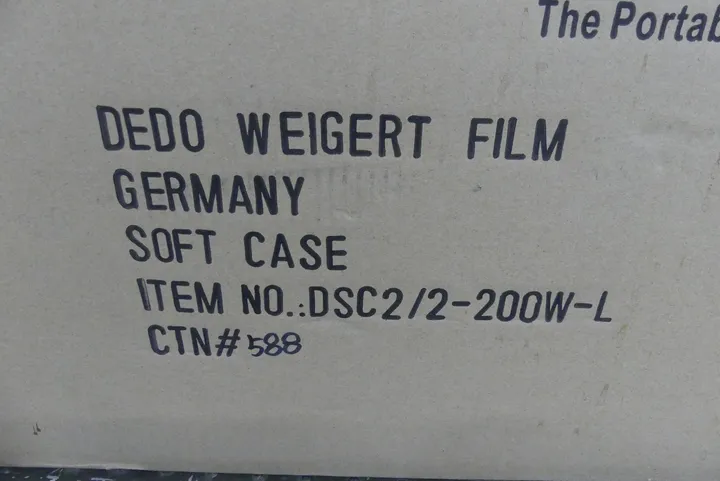 The Portab
DEDO WEIGERT FILM
GERMANY
SOFT CASE
ITEM NO.:DSC2/2-200W-L
CTN#588